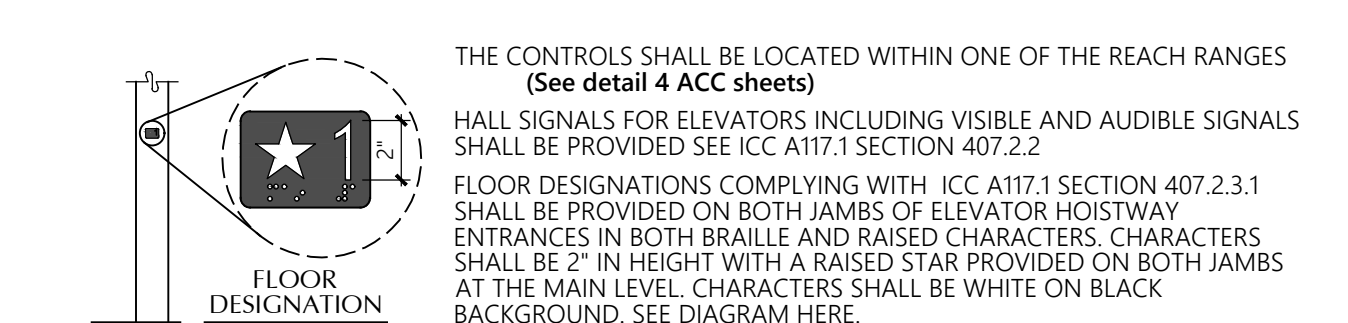 THE CONTROLS SHALL BE LOCATED WITHIN ONE OF THE REACH RANGES
(See detail 4 ACC sheets)
HALL SIGNALS FOR ELEVATORS INCLUDING VISIBLE AND AUDIBLE SIGNALS
SHALL BE PROVIDED SEE ICC A117.1 SECTION 407.2.2
FLOOR DESIGNATIONS COMPLYING WITH ICC A117.1 SECTION 407.2.3.1
SHALL BE PROVIDED ON BOTH JAMBS OF ELEVATOR HOISTWAY
ENTRANCES IN BOTH BRAILLE AND RAISED CHARACTERS. CHARACTERS
SHALL BE 2" IN HEIGHT WITH A RAISED STAR PROVIDED ON BOTH JAMBS
AT THE MAIN LEVEL. CHARACTERS SHALL BE WHITE ON BLACK
BACKGROUND. SEE DIAGRAM HERE.
1
2"
FLOOR
DESIGNATION